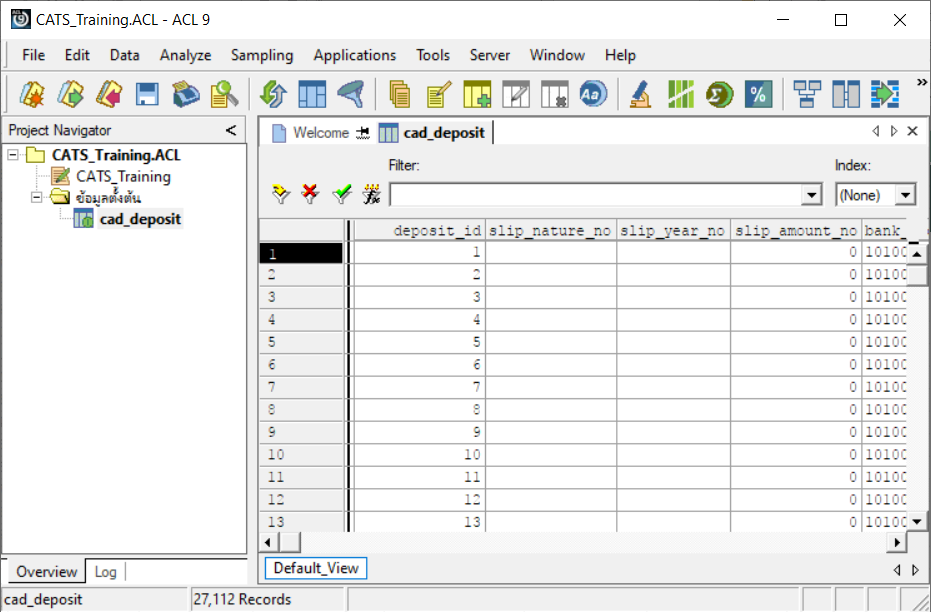 CATS_Training.ACL - ACL 9
File Edit Data Analyze Sampling Applications Tools Server Window Help
Project Navigator <
CATS_Training.ACL
CATS_Training
ข้อมูลตั้งต้น
cad_deposit
Welcome cad_deposit
Filter: Index:
(None)
deposit_id slip_nature_no slip_year_no slip_amount_no bank_
1 1 0 10100
2 2 0 10100
3 3 0 10100
4 4 0 10100
5 5 0 10100
6 6 0 10100
7 7 0 10100
8 8 0 10100
9 9 0 10100
10 10 0 10100
11 11 0 10100
12 12 0 10100
13 13 0 10100
Overview Log
Default_View
cad_deposit 27,112 Records